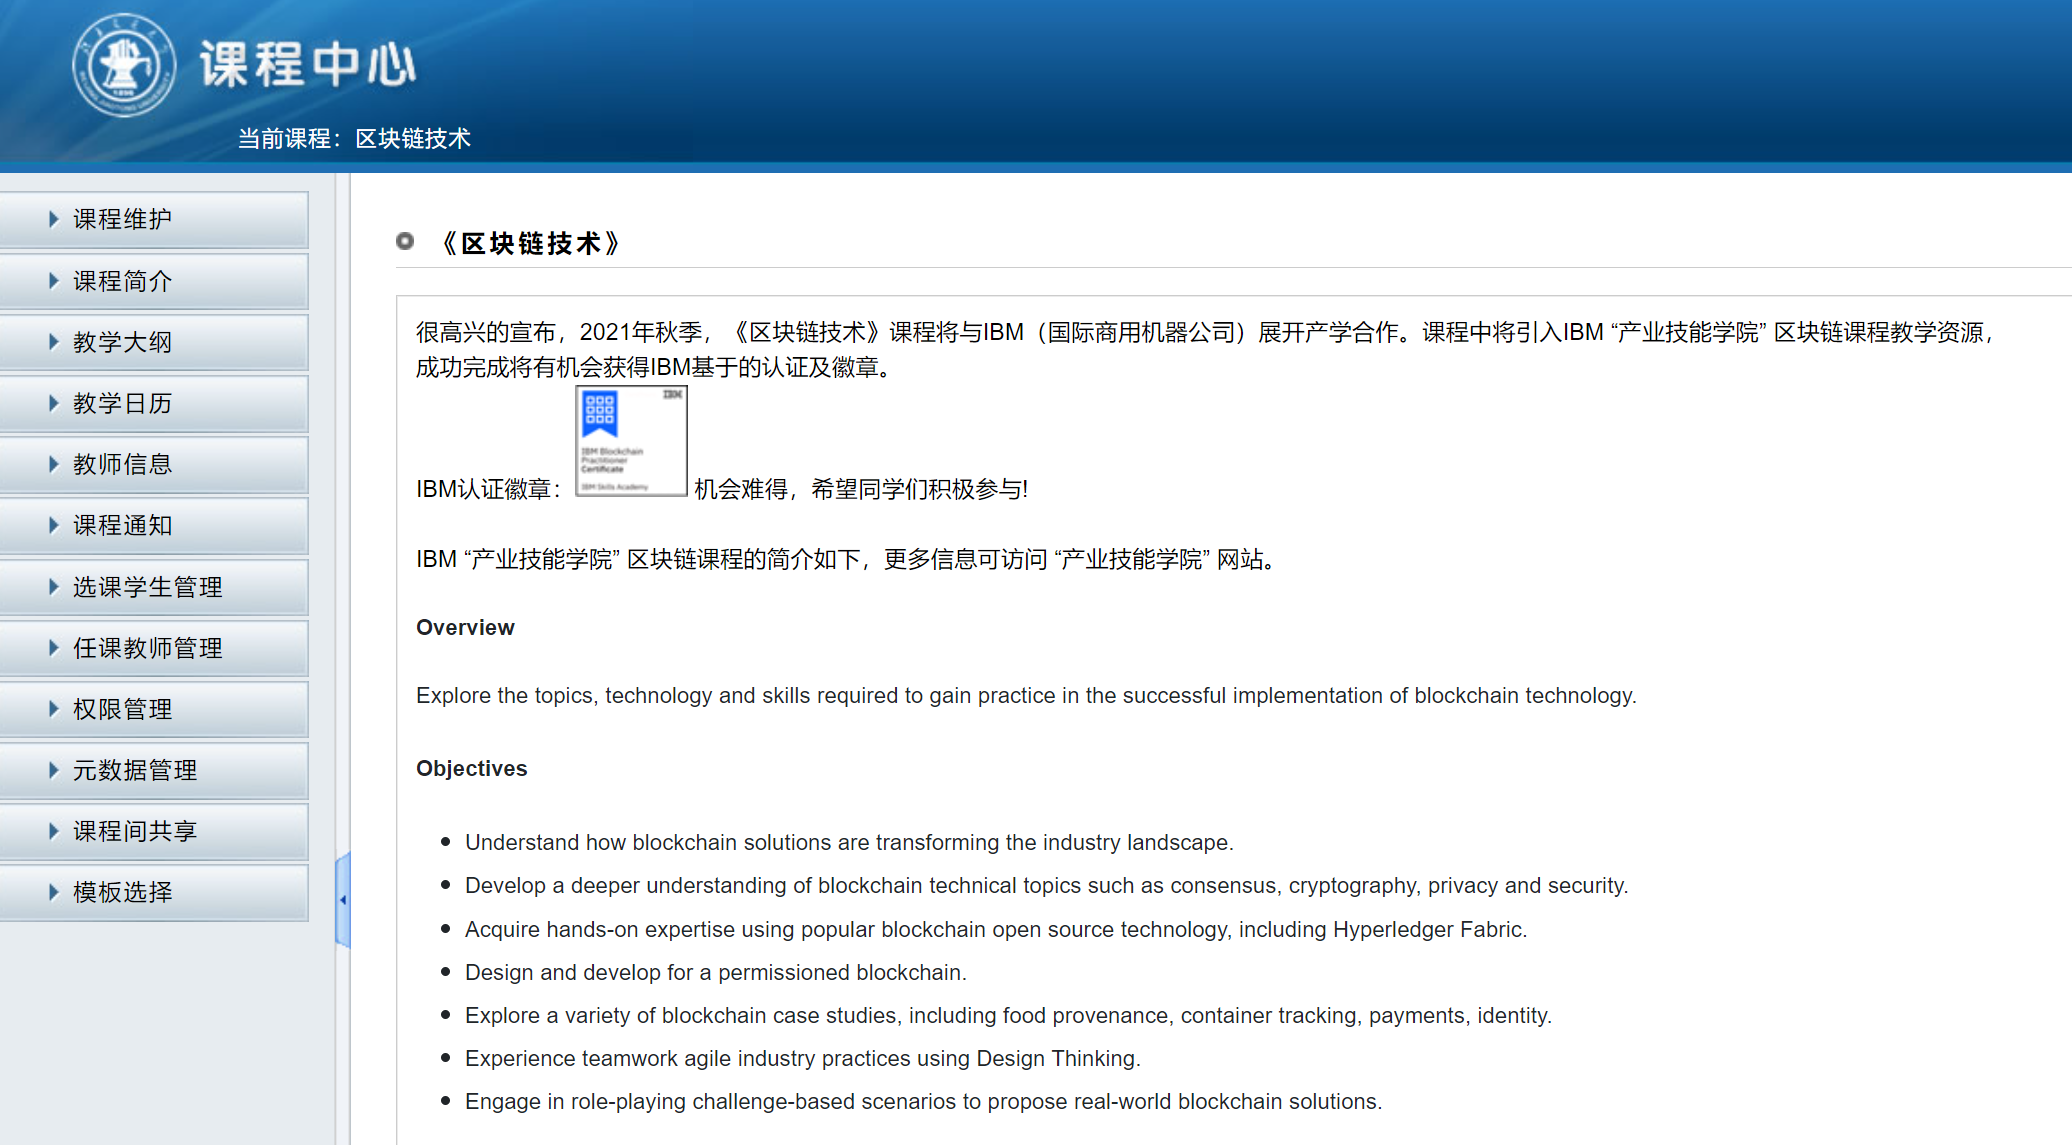 课程中心
当前课程：区块链技术
课程维护
课程简介
教学大纲
教学日历
教师信息
课程通知
选课学生管理
任课教师管理
权限管理
元数据管理
课程间共享
模板选择
《区块链技术》
很高兴的宣布，2021年秋季，《区块链技术》课程将与IBM（国际商用机器公司）展开产学合作。课程中将引入IBM “产业技能学院” 区块链课程教学资源，
成功完成将有机会获得IBM基于的认证及徽章。
IBM
IBM Blockchain
Practitioner
Certificate
IBM Skills Academy
IBM认证徽章： 机会难得，希望同学们积极参与!
IBM “产业技能学院” 区块链课程的简介如下，更多信息可访问 “产业技能学院” 网站。
Overview
Explore the topics, technology and skills required to gain practice in the successful implementation of blockchain technology.
Objectives
Understand how blockchain solutions are transforming the industry landscape.
Develop a deeper understanding of blockchain technical topics such as consensus, cryptography, privacy and security.
Acquire hands-on expertise using popular blockchain open source technology, including Hyperledger Fabric.
Design and develop for a permissioned blockchain.
Explore a variety of blockchain case studies, including food provenance, container tracking, payments, identity.
Experience teamwork agile industry practices using Design Thinking.
Engage in role-playing challenge-based scenarios to propose real-world blockchain solutions.